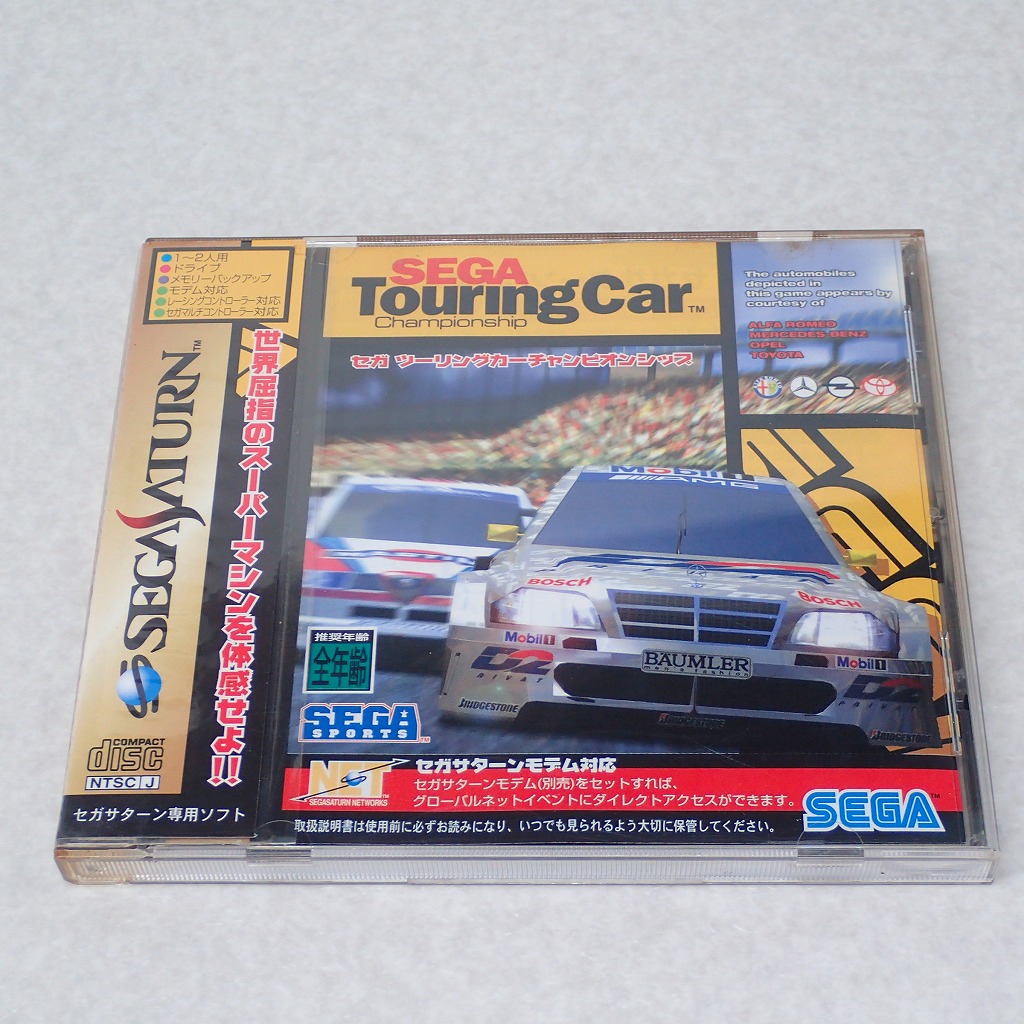 1〜2人用
ドライブ
メモリーバックアップ
モデム対応
レーシングコントローラー対応
セガマルチコントローラー対応
SEGA SATURN™
世界屈指のスーパーマシンを体感せよ!!
COMPACT
disc
NTSC J
セガサターン専用ソフト
SEGA
Touring Car™
Championship
セガ ツーリングカーチャンピオンシップ
The automobiles
depicted in
this game appears by
courtesy of
ALFA ROMEO
MERCEDES-BENZ
OPEL
TOYOTA
Mobil 1
AMG
BOSCH
BOSCH
Mobil 1
BÄUMLER
men's fashion
Mobil 1
D2
PRIVAT
D2
PRIVAT
BRIDGESTONE
BRIDGESTONE
BRIDGESTONE
推奨年齢
全年齢
SEGA
SPORTS™
NET
SEGASATURN NETWORKS
セガサターンモデム対応
セガサターンモデム(別売)をセットすれば、
グローバルネットイベントにダイレクトアクセスができます。
SEGA™
取扱説明書は使用前に必ずお読みになり、いつでも見られるよう大切に保管してください。